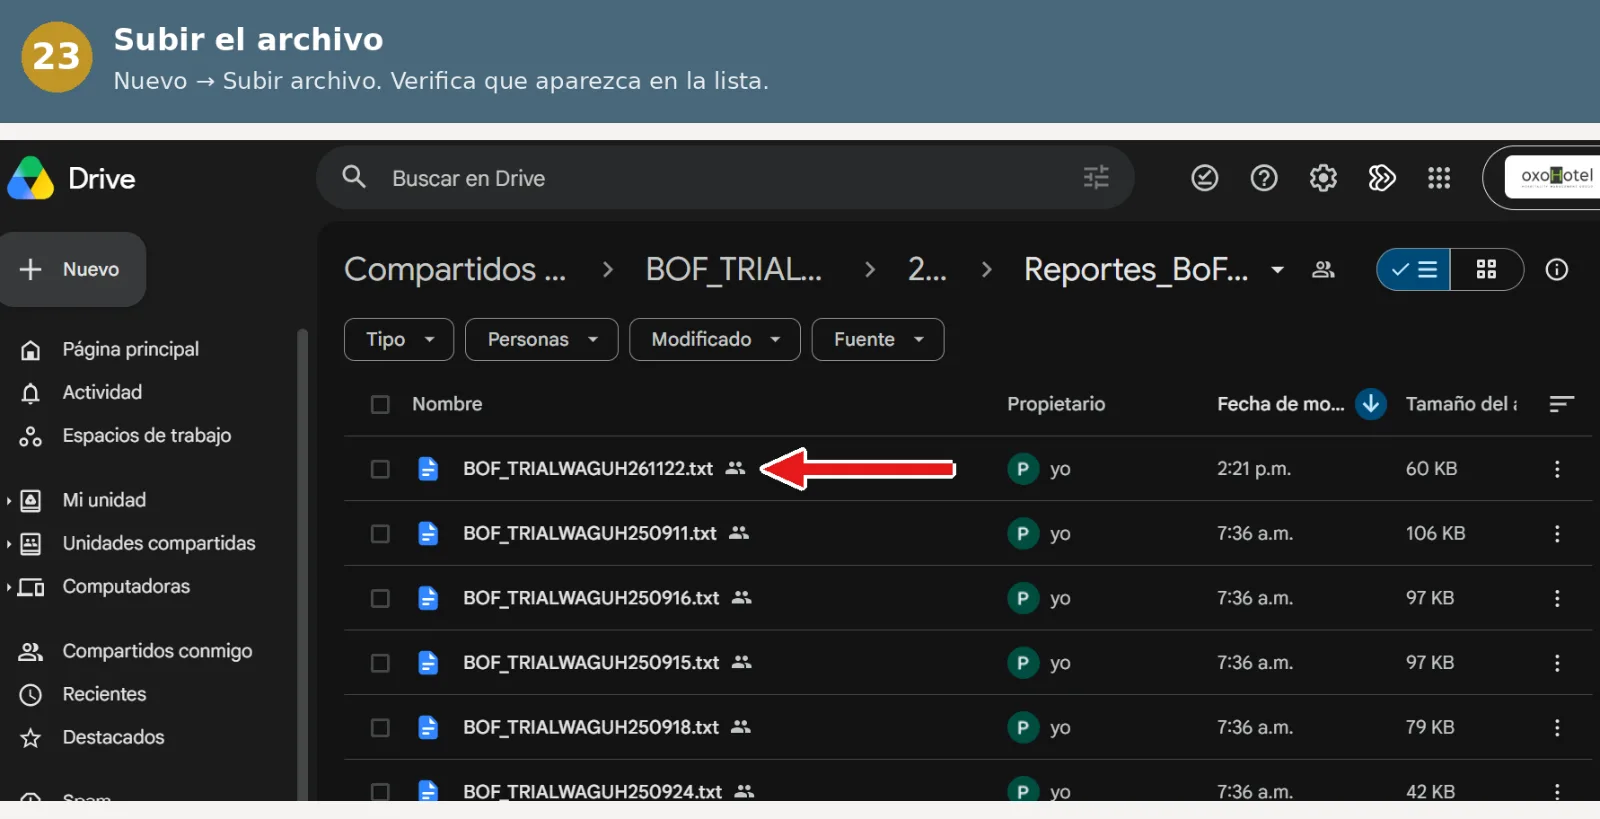 23
Subir el archivo
Nuevo → Subir archivo. Verifica que aparezca en la lista.
Drive
Buscar en Drive
oxoHotel
Nuevo
Compartidos ... > BOF_TRIAL... > 2... > Reportes_BoF...
Tipo
Personas
Modificado
Fuente
Página principal
Actividad
Espacios de trabajo
Mi unidad
Unidades compartidas
Computadoras
Compartidos conmigo
Recientes
Destacados
Spam
Nombre Propietario Fecha de mo... Tamaño del
BOF_TRIALWAGUH261122.txt P yo 2:21 p.m. 60 KB
BOF_TRIALWAGUH250911.txt P yo 7:36 a.m. 106 KB
BOF_TRIALWAGUH250916.txt P yo 7:36 a.m. 97 KB
BOF_TRIALWAGUH250915.txt P yo 7:36 a.m. 97 KB
BOF_TRIALWAGUH250918.txt P yo 7:36 a.m. 79 KB
BOF_TRIALWAGUH250924.txt P yo 7:36 a.m. 42 KB